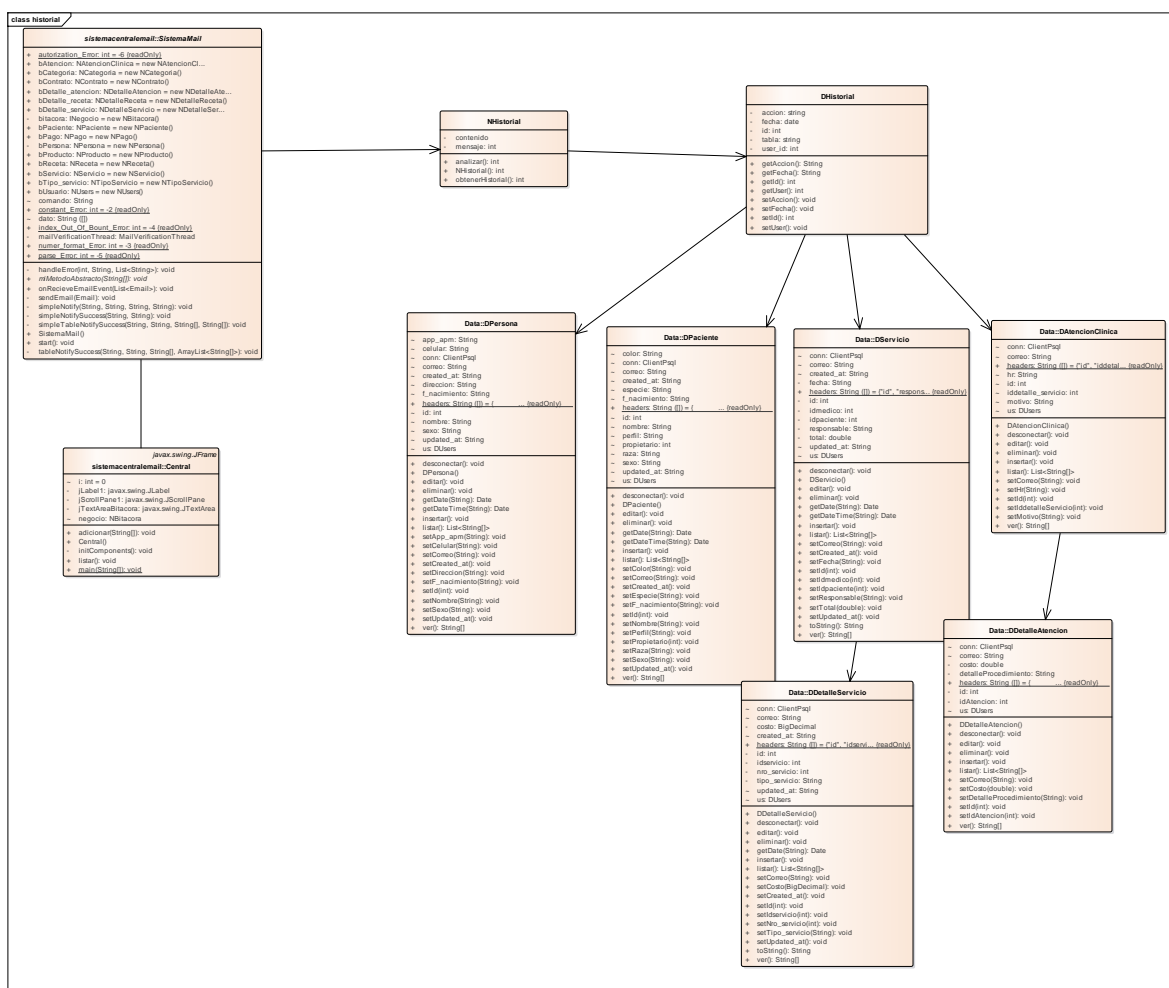 class historial
sistemacentralemail::SistemaMail
+ autorization_Error: int = -6 {readOnly}
+ bAtencion: NAtencionClinica = new NAtencionCl...
+ bCategoria: NCategoria = new NCategoria()
+ bContrato: NContrato = new NContrato()
+ bDetalle_atencion: NDetalleAtencion = new NDetalleAte...
+ bDetalle_receta: NDetalleReceta = new NDetalleReceta()
+ bDetalle_servicio: NDetalleServicio = new NDetalleSer...
- bitacora: INegocio = new NBitacora()
+ bPaciente: NPaciente = new NPaciente()
+ bPago: NPago = new NPago()
- bPersona: NPersona = new NPersona()
+ bProducto: NProducto = new NProducto()
+ bReceta: NReceta = new NReceta()
+ bServicio: NServicio = new NServicio()
+ bTipo_servicio: NTipoServicio = new NTipoServicio()
+ bUsuario: NUsers = new NUsers()
~ comando: String
+ constant_Error: int = -2 {readOnly}
~ dato: String ([])
+ index_Out_Of_Bount_Error: int = -4 {readOnly}
- mailVerificationThread: MailVerificationThread
+ numer_format_Error: int = -3 {readOnly}
+ parse_Error: int = -5 {readOnly}
- handleError(int, String, List<String>): void
+ miMetodoAbstracto(String[]): void
+ onRecieveEmailEvent(List<Email>): void
- sendEmail(Email): void
- simpleNotify(String, String, String, String): void
- simpleNotifySuccess(String, String): void
- simpleTableNotifySuccess(String, String, String[], String[]): void
+ SistemaMail()
+ start(): void
- tableNotifySuccess(String, String, String[], ArrayList<String[]>): void
NHistorial
- contenido
- mensaje: int
+ analizar(): int
+ NHistorial(): int
+ obtenerHistorial(): int
DHistorial
- accion: string
- fecha: date
- id: int
- tabla: string
- user_id: int
+ getAccion(): String
+ getFecha(): String
+ getId(): int
+ getUser(): int
+ setAccion(): void
+ setFecha(): void
+ setId(): int
+ setUser(): void
javax.swing.JFrame
sistemacentralemail::Central
~ i: int = 0
- jLabel1: javax.swing.JLabel
- jScrollPane1: javax.swing.JScrollPane
- jTextAreaBitacora: javax.swing.JTextArea
~ negocio: NBitacora
+ adicionar(String[]): void
+ Central()
- initComponents(): void
+ listar(): void
+ main(String[]): void
Data::DPersona
~ app_apm: String
~ celular: String
~ conn: ClientPsql
~ correo: String
~ created_at: String
~ direccion: String
~ f_nacimiento: String
+ headers: String ([]) = { ... {readOnly}
~ id: int
~ nombre: String
~ sexo: String
~ updated_at: String
~ us: DUsers
+ desconectar(): void
+ DPersona()
+ editar(): void
+ eliminar(): void
+ getDate(String): Date
+ getDateTime(String): Date
+ insertar(): void
+ listar(): List<String[]>
+ setApp_apm(String): void
+ setCelular(String): void
+ setCorreo(String): void
+ setCreated_at(): void
+ setDireccion(String): void
+ setF_nacimiento(String): void
+ setId(int): void
+ setNombre(String): void
+ setSexo(String): void
+ setUpdated_at(): void
+ ver(): String[]
Data::DPaciente
~ color: String
~ conn: ClientPsql
~ correo: String
~ created_at: String
~ especie: String
~ f_nacimiento: String
+ headers: String ([]) = { ... {readOnly}
~ id: int
~ nombre: String
~ perfil: String
~ propietario: int
~ raza: String
~ sexo: String
~ updated_at: String
~ us: DUsers
+ desconectar(): void
+ DPaciente()
+ editar(): void
+ eliminar(): void
+ getDate(String): Date
+ getDateTime(String): Date
+ insertar(): void
+ listar(): List<String[]>
+ setColor(String): void
+ setCorreo(String): void
+ setCreated_at(): void
+ setEspecie(String): void
+ setF_nacimiento(String): void
+ setId(int): void
+ setNombre(String): void
+ setPerfil(String): void
+ setPropietario(int): void
+ setRaza(String): void
+ setSexo(String): void
+ setUpdated_at(): void
+ ver(): String[]
Data::DServicio
~ conn: ClientPsql
~ correo: String
~ created_at: String
- fecha: String
+ headers: String ([]) = {"id", "respons... {readOnly}
- id: int
- idmedico: int
- idpaciente: int
- responsable: String
- total: double
~ updated_at: String
~ us: DUsers
+ desconectar(): void
+ DServicio()
+ editar(): void
+ eliminar(): void
+ getDate(String): Date
+ getDateTime(String): Date
+ insertar(): void
+ listar(): List<String[]>
+ setCorreo(String): void
+ setCreated_at(): void
+ setFecha(String): void
+ setId(int): void
+ setIdmedico(int): void
+ setIdpaciente(int): void
+ setResponsable(String): void
+ setTotal(double): void
+ setUpdated_at(): void
+ toString(): String
+ ver(): String[]
Data::DAtencionClinica
~ conn: ClientPsql
~ correo: String
+ headers: String ([]) = {"id", "iddetal... {readOnly}
~ hr: String
~ id: int
~ iddetalle_servicio: int
~ motivo: String
~ us: DUsers
+ DAtencionClinica()
+ desconectar(): void
+ editar(): void
+ eliminar(): void
+ insertar(): void
+ listar(): List<String[]>
+ setCorreo(String): void
+ setHr(String): void
+ setId(int): void
+ setIddetalleServicio(int): void
+ setMotivo(String): void
+ ver(): String[]
Data::DDetalleServicio
~ conn: ClientPsql
~ correo: String
- costo: BigDecimal
~ created_at: String
+ headers: String ([]) = {"id", "idservi... {readOnly}
- id: int
- idservicio: int
- nro_servicio: int
- tipo_servicio: String
~ updated_at: String
~ us: DUsers
+ DDetalleServicio()
+ desconectar(): void
+ editar(): void
+ eliminar(): void
+ getDate(String): Date
+ insertar(): void
+ listar(): List<String[]>
+ setCorreo(String): void
+ setCosto(BigDecimal): void
+ setCreated_at(): void
+ setId(int): void
+ setIdservicio(int): void
+ setNro_servicio(int): void
+ setTipo_servicio(String): void
+ setUpdated_at(): void
+ toString(): String
+ ver(): String[]
Data::DDetalleAtencion
~ conn: ClientPsql
~ correo: String
- costo: double
- detalleProcedimiento: String
+ headers: String ([]) = { ... {readOnly}
- id: int
- idAtencion: int
~ us: DUsers
+ DDetalleAtencion()
+ desconectar(): void
+ editar(): void
+ eliminar(): void
+ insertar(): void
+ listar(): List<String[]>
+ setCorreo(String): void
+ setCosto(double): void
+ setDetalleProcedimiento(String): void
+ setId(int): void
+ setIdAtencion(int): void
+ ver(): String[]